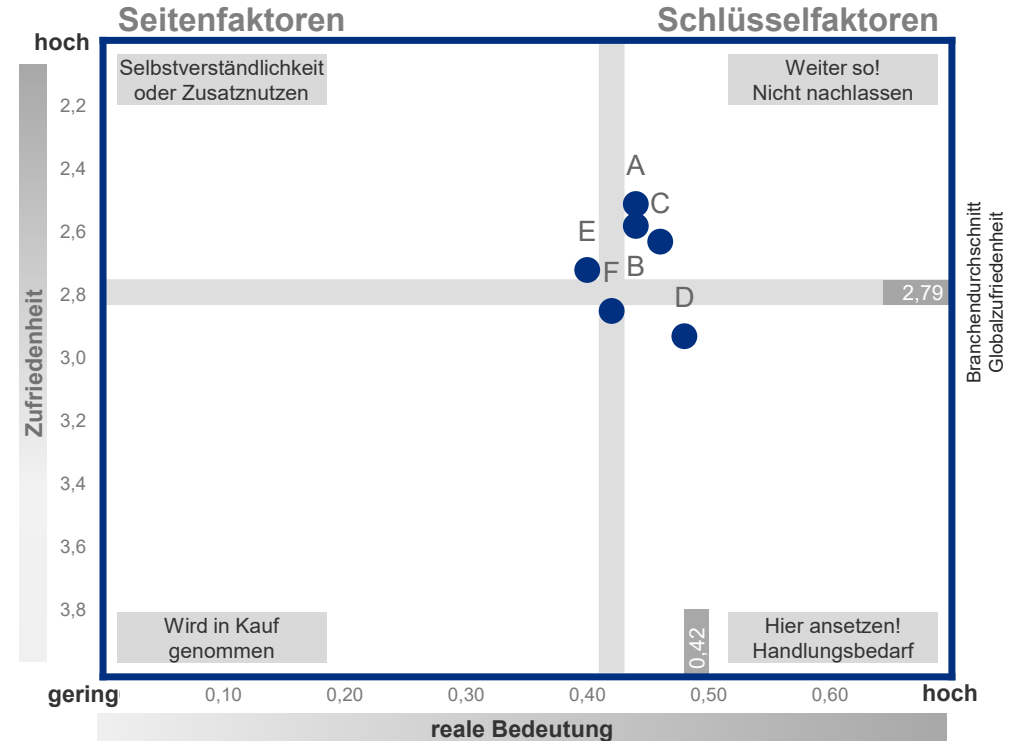 Seitenfaktoren
Schlüsselfaktoren
hoch
Selbstverständlichkeit
oder Zusatznutzen
Weiter so!
Nicht nachlassen
2,2
2,4
2,6
2,8
3,0
3,2
3,4
3,6
3,8
Zufriedenheit
A
C
E
F
B
D
2,79
Branchendurchschnitt
Globalzufriedenheit
Wird in Kauf
genommen
0,42
Hier ansetzen!
Handlungsbedarf
gering
0,10
0,20
0,30
0,40
0,50
0,60
hoch
reale Bedeutung